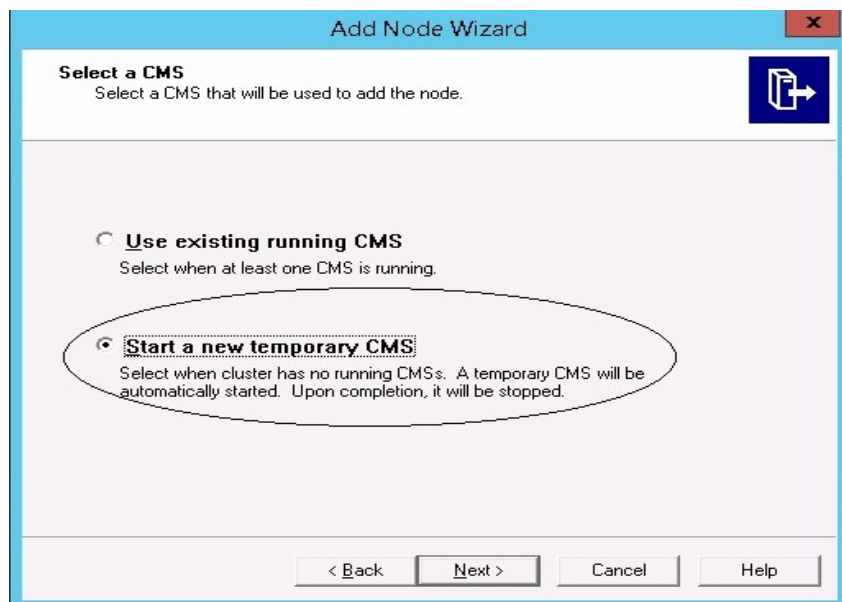 Add Node Wizard
x
Select a CMS
Select a CMS that will be used to add the node.
Use existing running CMS
Select when at least one CMS is running.
Start a new temporary CMS
Select when cluster has no running CMSs. A temporary CMS will be
automatically started. Upon completion, it will be stopped.
< Back
Next >
Cancel
Help